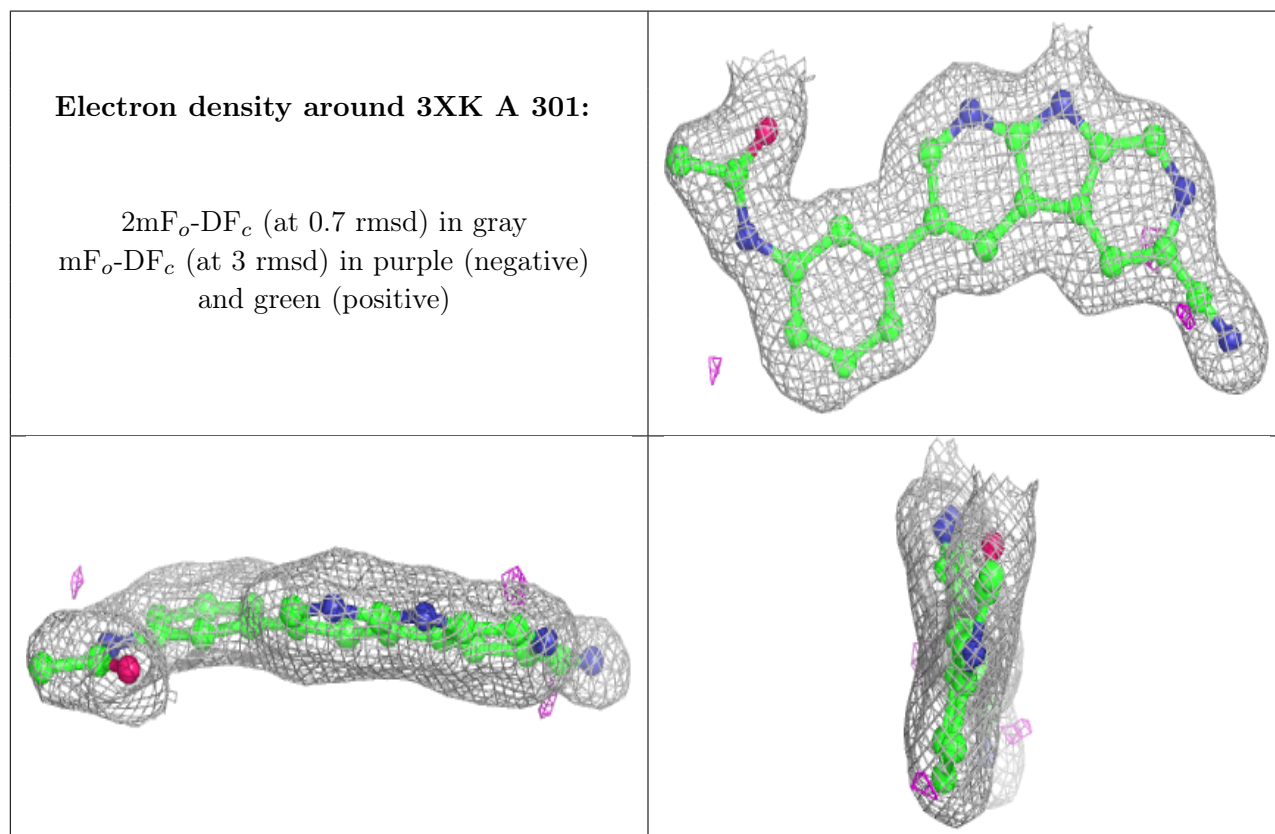 Electron density around 3XK A 301:
2mFo-DFc (at 0.7 rmsd) in gray
mFo-DFc (at 3 rmsd) in purple (negative)
and green (positive)